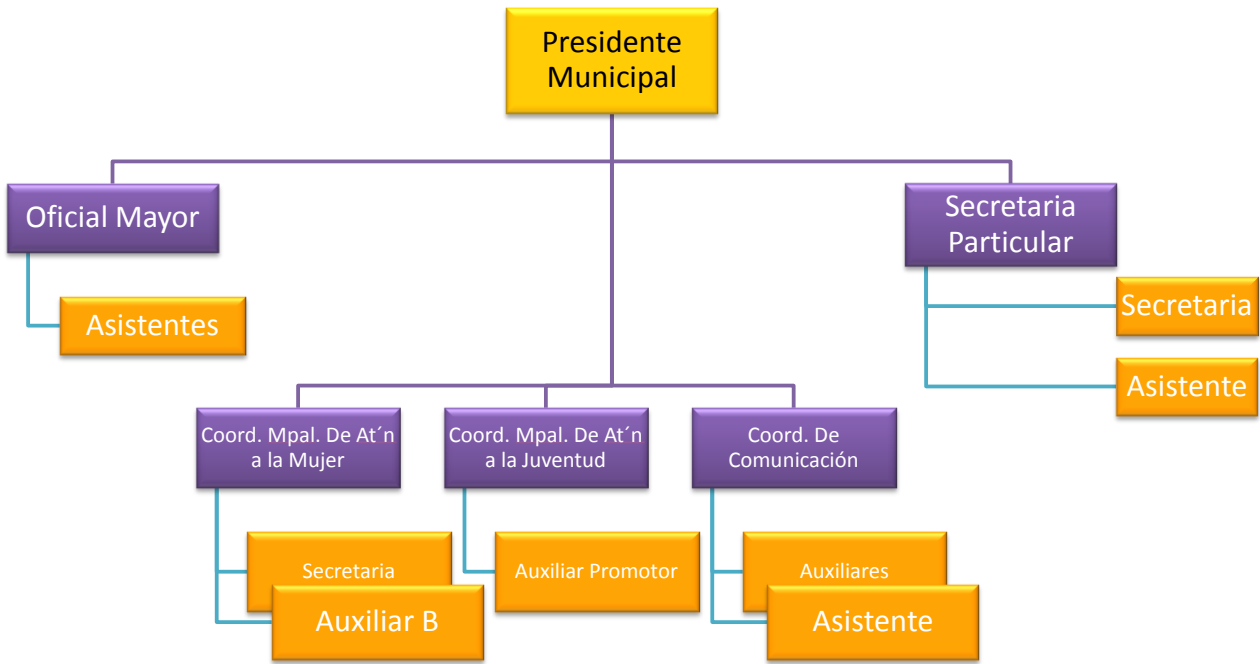 Presidente
Municipal
Oficial Mayor
Secretaria
Particular
Asistentes
Secretaria
Asistente
Coord. Mpal. De At´n
a la Mujer
Coord. Mpal. De At´n
a la Juventud
Coord. De
Comunicación
Secretaria
Auxiliar B
Auxiliar Promotor
Auxiliares
Asistente